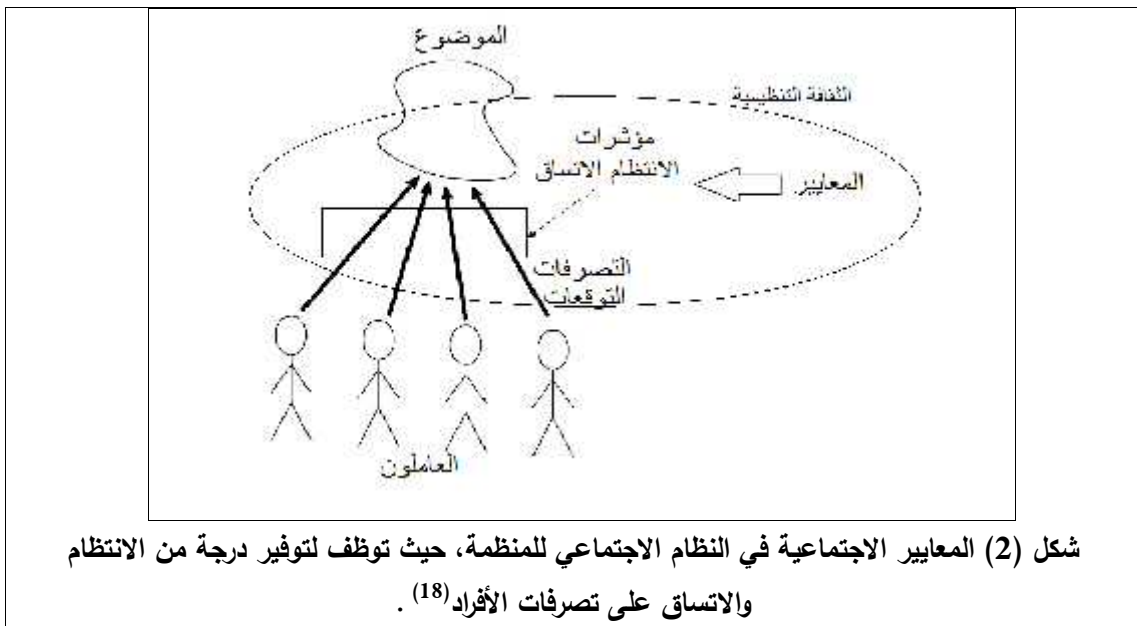 الموضوع
الثقافة التنظيمية
مؤشرات
الانتظام الاتساق
المعايير
التصرفات
التوقعات
العاملون
شكل (2) المعايير الاجتماعية في النظام الاجتماعي للمنظمة، حيث توظف لتوفير درجة من الانتظام
والاتساق على تصرفات الأفراد(18) .